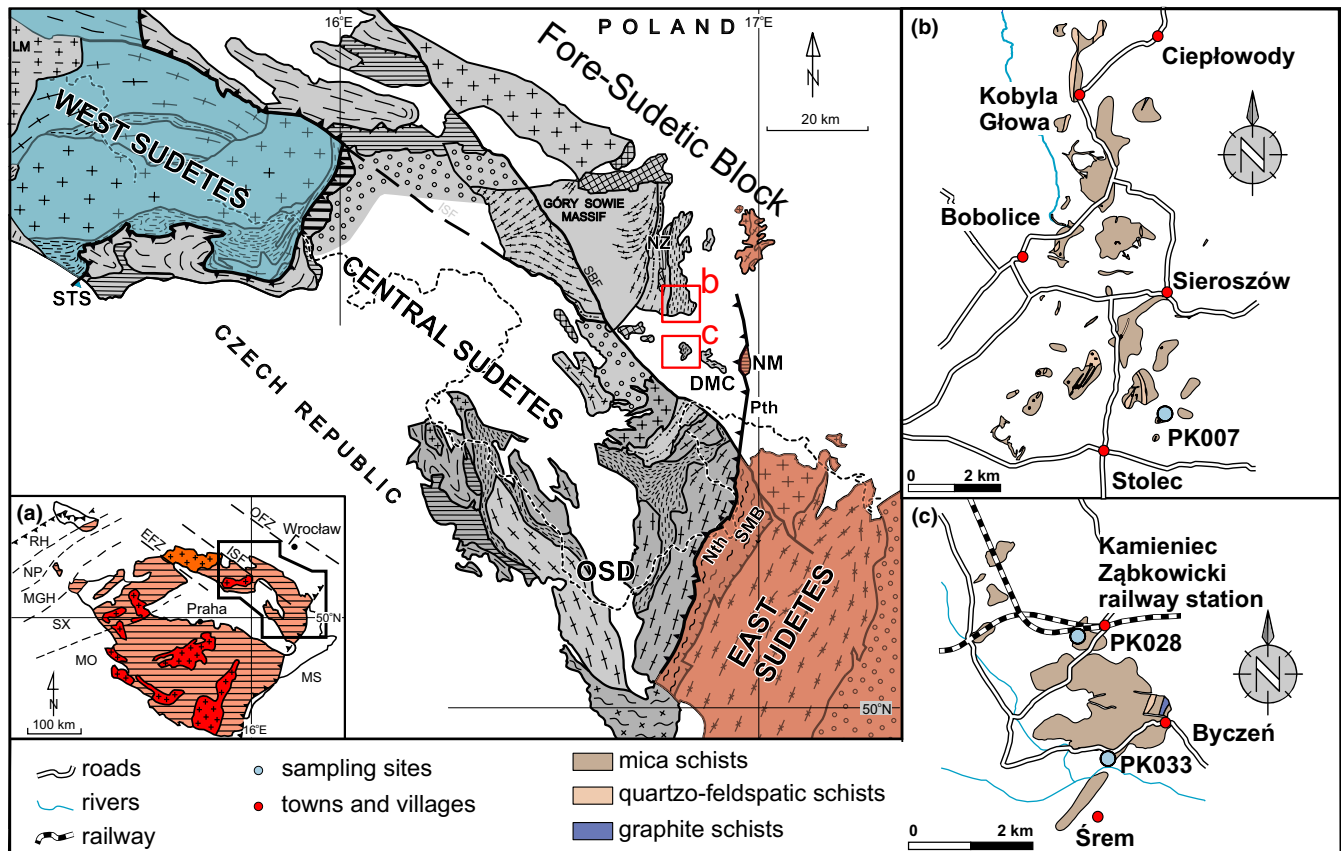 16°E
POLAND
17°E
LM
N
20 km
Fore-Sudetic Block
WEST SUDETES
GÓRY SOWIE
MASSIF
ISF
NZ
SBF
b
STS
CENTRAL SUDETES
c
NM
DMC
CZECH REPUBLIC
Pth
OSD
Nth
SMB
EAST
SUDETES
50°N
(a)
OFZ
Wrocław
RH
EFZ
ISF
NP
MGH
Praha
50°N
SX
MO
MS
N
100 km
16°E
(b)
Ciepłowody
Kobyla
Głowa
N
Bobolice
Sieroszów
PK007
0 2 km
Stolec
(c)
Kamieniec
Ząbkowicki
railway station
PK028
N
Byczeń
PK033
Śrem
0 2 km
roads
rivers
railway
sampling sites
towns and villages
mica schists
quartzo-feldspatic schists
graphite schists